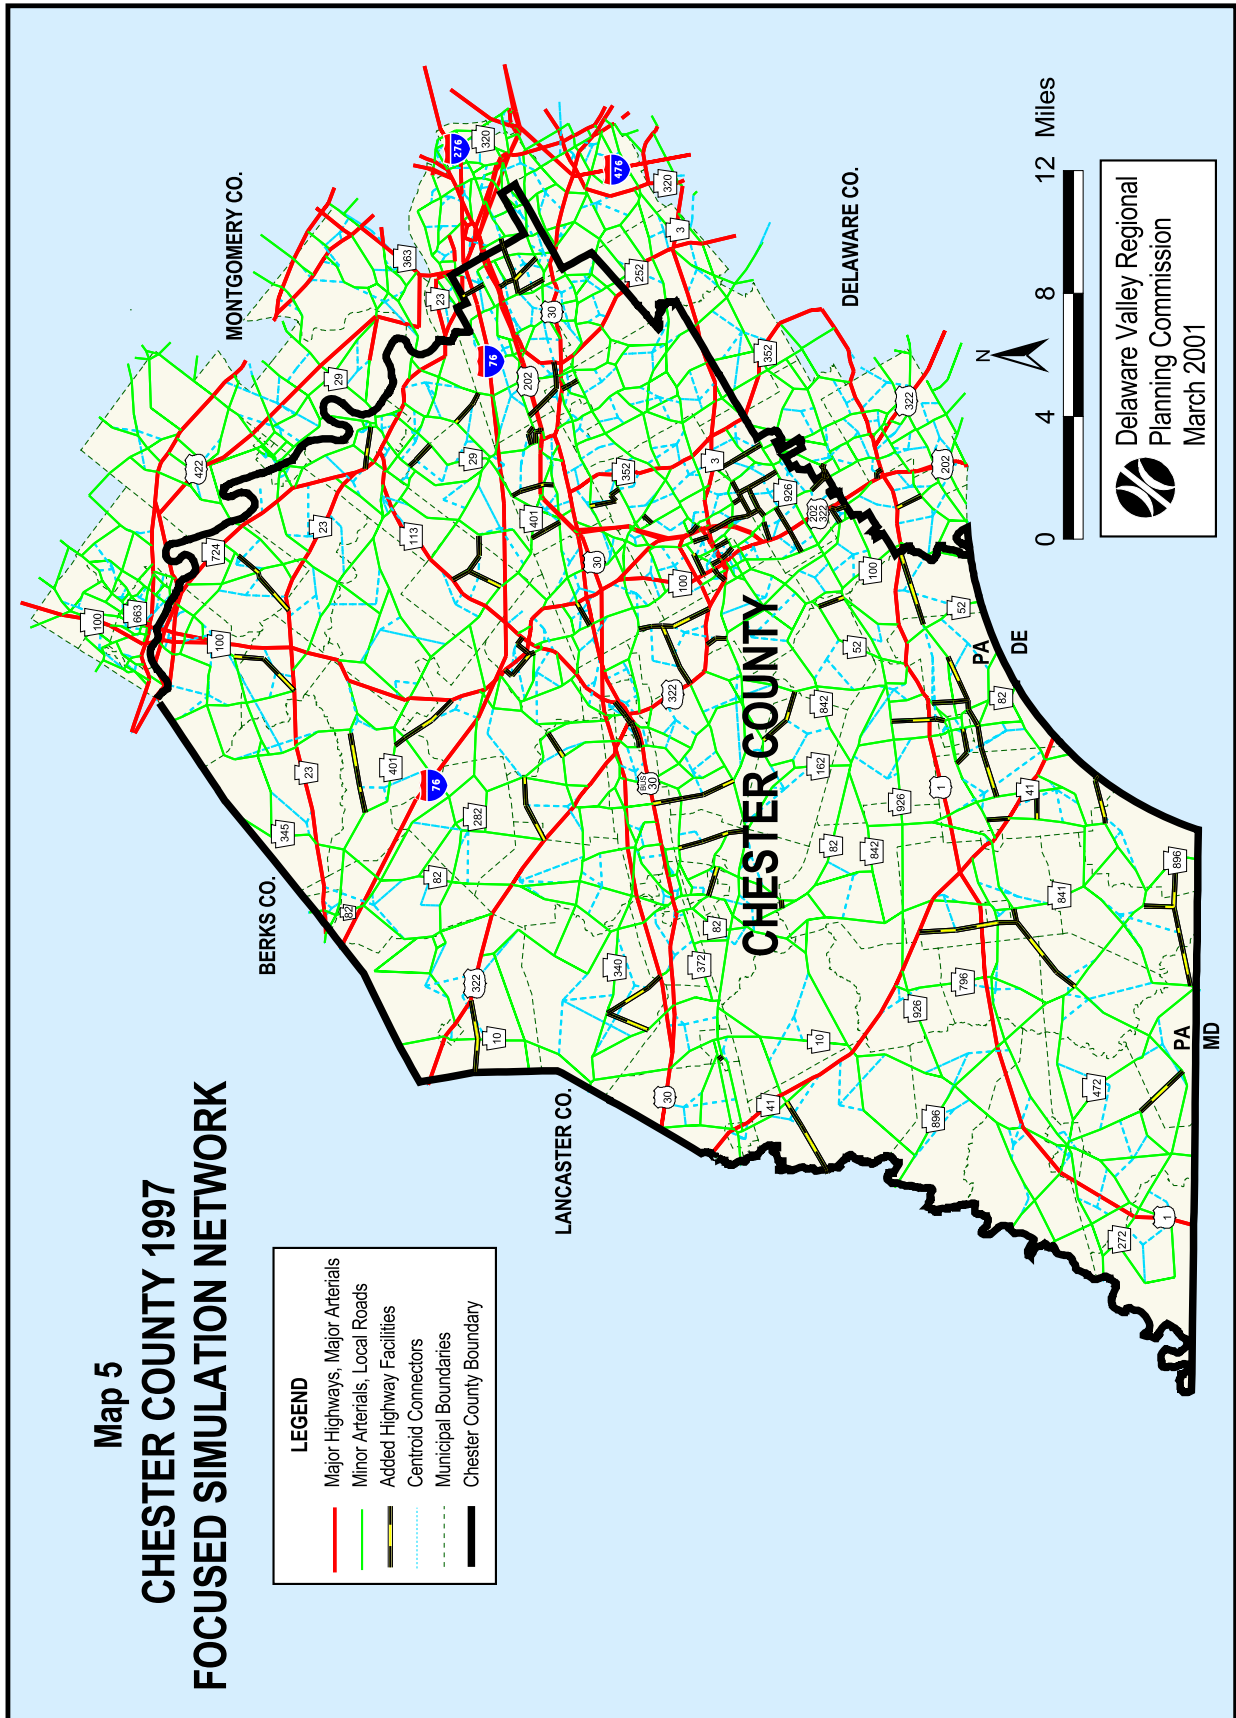 Map 5
CHESTER COUNTY 1997
FOCUSED SIMULATION NETWORK
LEGEND
Major Highways, Major Arterials
Minor Arterials, Local Roads
Added Highway Facilities
Centroid Connectors
Municipal Boundaries
Chester County Boundary
BERKS CO.
MONTGOMERY CO.
LANCASTER CO.
DELAWARE CO.
CHESTER COUNTY
PA
DE
PA
MD
N
0 4 8 12 Miles
Delaware Valley Regional
Planning Commission
March 2001
100
663
422
29
363
276
320
724
100
23
23
476
320
3
252
345
23
113
29
76
30
202
401
76
401
352
352
322
82
82
282
30
3
926
202
322
202
100
100
322
10
340
BUS
30
322
52
52
842
82
372
82
162
82
842
926
1
41
30
41
10
926
796
841
896
896
472
272
1